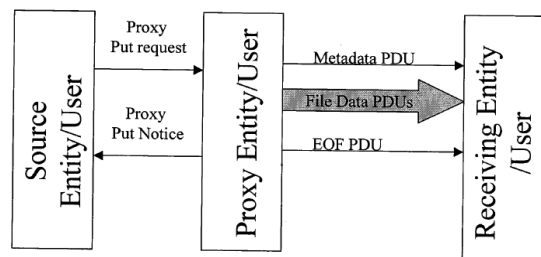 Proxy
Put request
Proxy
Put Notice
Source
Entity/User
Proxy Entity/User
Metadata PDU
File Data PDUs
EOF PDU
Receiving Entity
/User